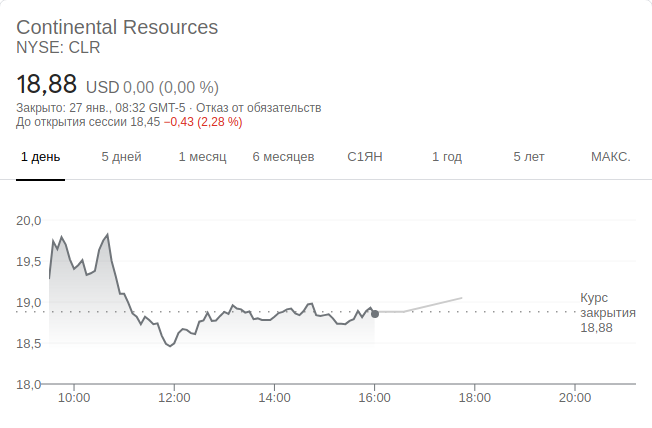 Continental Resources
NYSE: CLR
18,88 USD 0,00 (0,00 %)
Закрыто: 27 янв., 08:32 GMT-5 · Отказ от обязательств
До открытия сессии 18,45 −0,43 (2,28 %)
1 день 5 дней 1 месяц 6 месяцев С1ЯН 1 год 5 лет МАКС.
20,0
19,5
19,0
18,5
18,0
Курс
закрытия
18,88
10:00 12:00 14:00 16:00 18:00 20:00